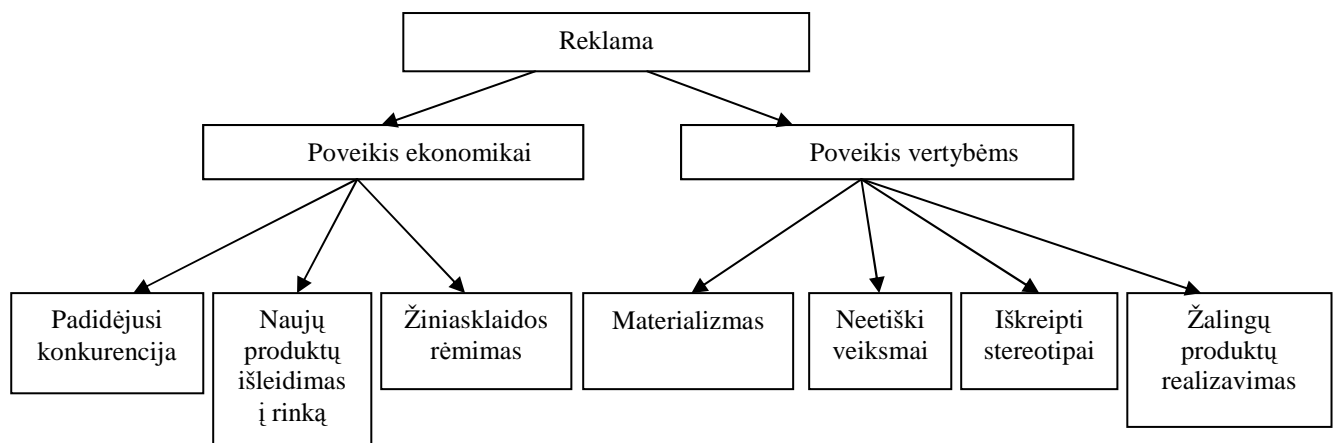 Reklama
Poveikis ekonomikai
Poveikis vertybėms
Padidėjusi
konkurencija
Naujų
produktų
išleidimas
į rinką
Žiniasklaidos
rėmimas
Materializmas
Neetiški
veiksmai
Iškreipti
stereotipai
Žalingų
produktų
realizavimas